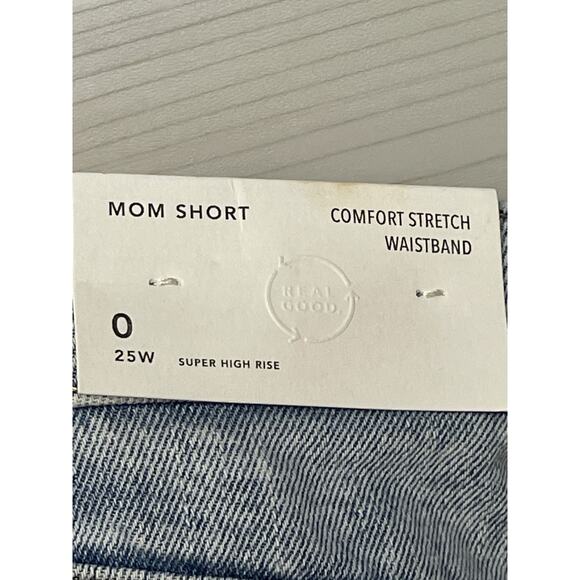 MOM SHORT
COMFORT STRETCH
WAISTBAND
REAL
GOOD.
0
25W SUPER HIGH RISE